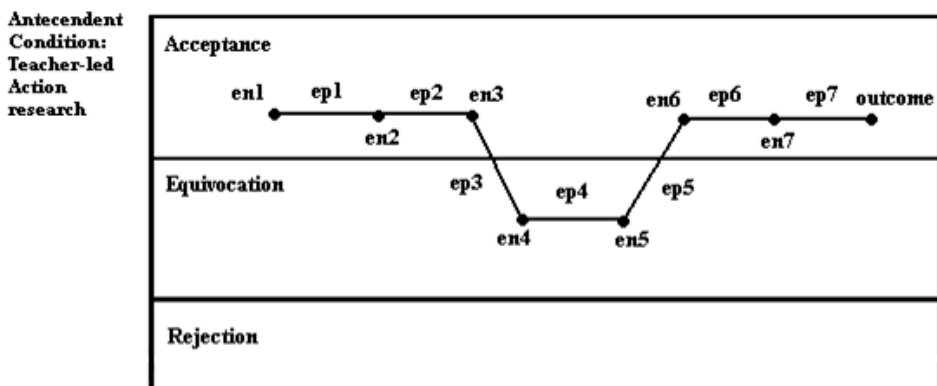 Antecendent
Condition:
Teacher-led
Action
research
Acceptance
en1 ep1 ep2 en3 en6 ep6 ep7 outcome
en2 en7
Equivocation ep3 ep4 ep5
en4 en5
Rejection